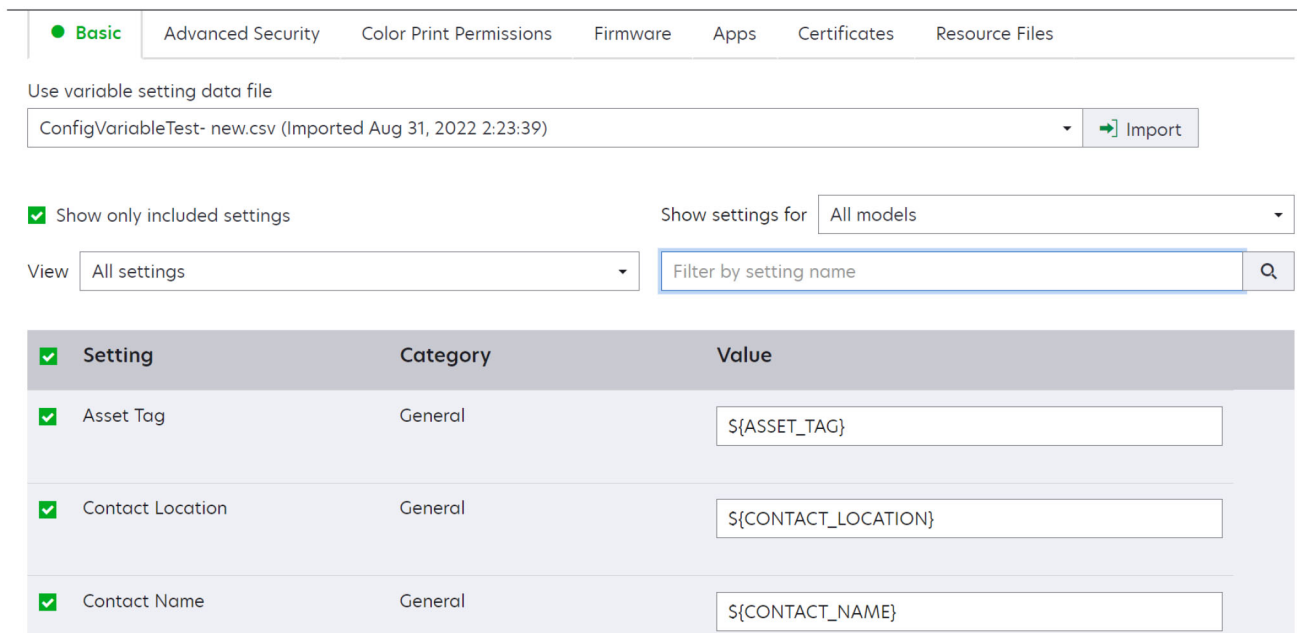 Basic Advanced Security Color Print Permissions Firmware Apps Certificates Resource Files
Use variable setting data file
ConfigVariableTest- new.csv (Imported Aug 31, 2022 2:23:39) Import
Show only included settings Show settings for All models
View All settings Filter by setting name
Setting Category Value
Asset Tag General ${ASSET_TAG}
Contact Location General ${CONTACT_LOCATION}
Contact Name General ${CONTACT_NAME}